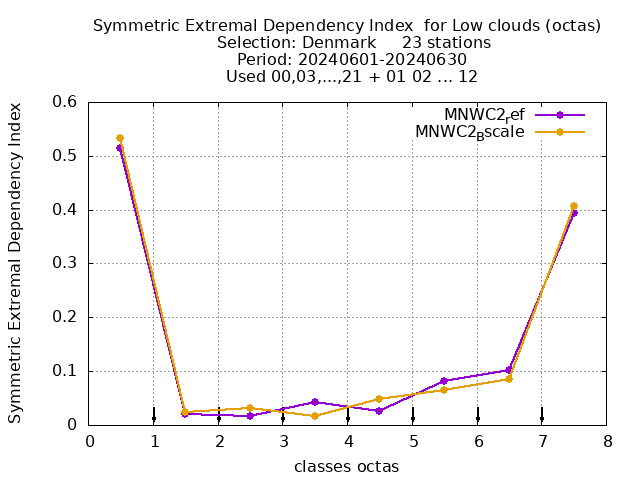 Symmetric Extremal Dependency Index  for Low clouds (octas)
Selection: Denmark     23 stations
Period: 20240601-20240630
Used 00,03,...,21 + 01 02 ... 12
Symmetric Extremal Dependency Index
0.6
0.5
0.4
0.3
0.2
0.1
0
MNWC2ref
MNWC2Bscale
0 1 2 3 4 5 6 7 8
classes octas